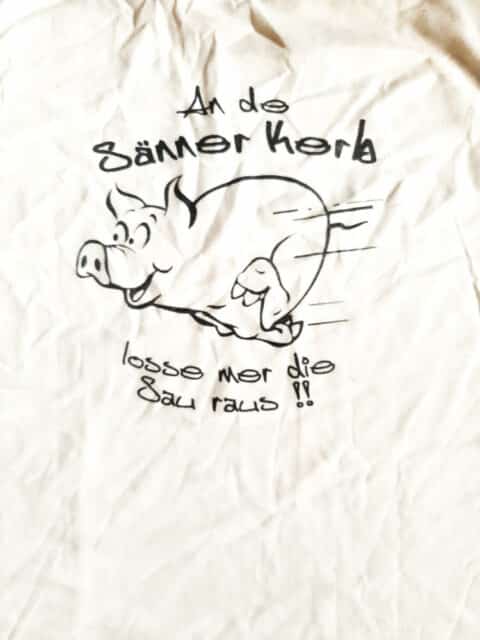 An de
Sänner Kerb
losse mer die
Sau raus !!